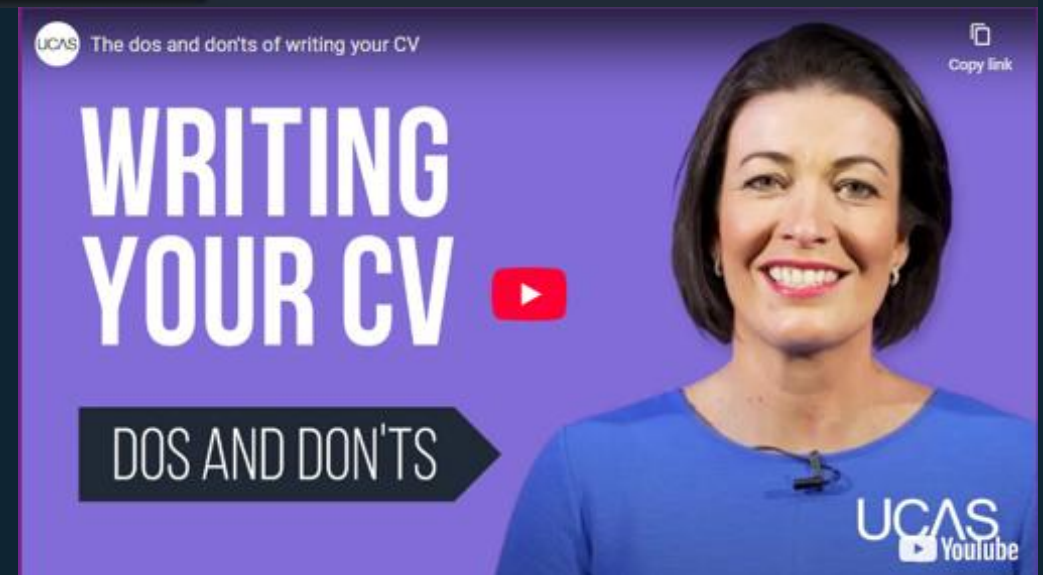 UCAS The dos and don'ts of writing your CV
Copy link
WRITING
YOUR CV
DOS AND DON'TS
UCAS
YouTube